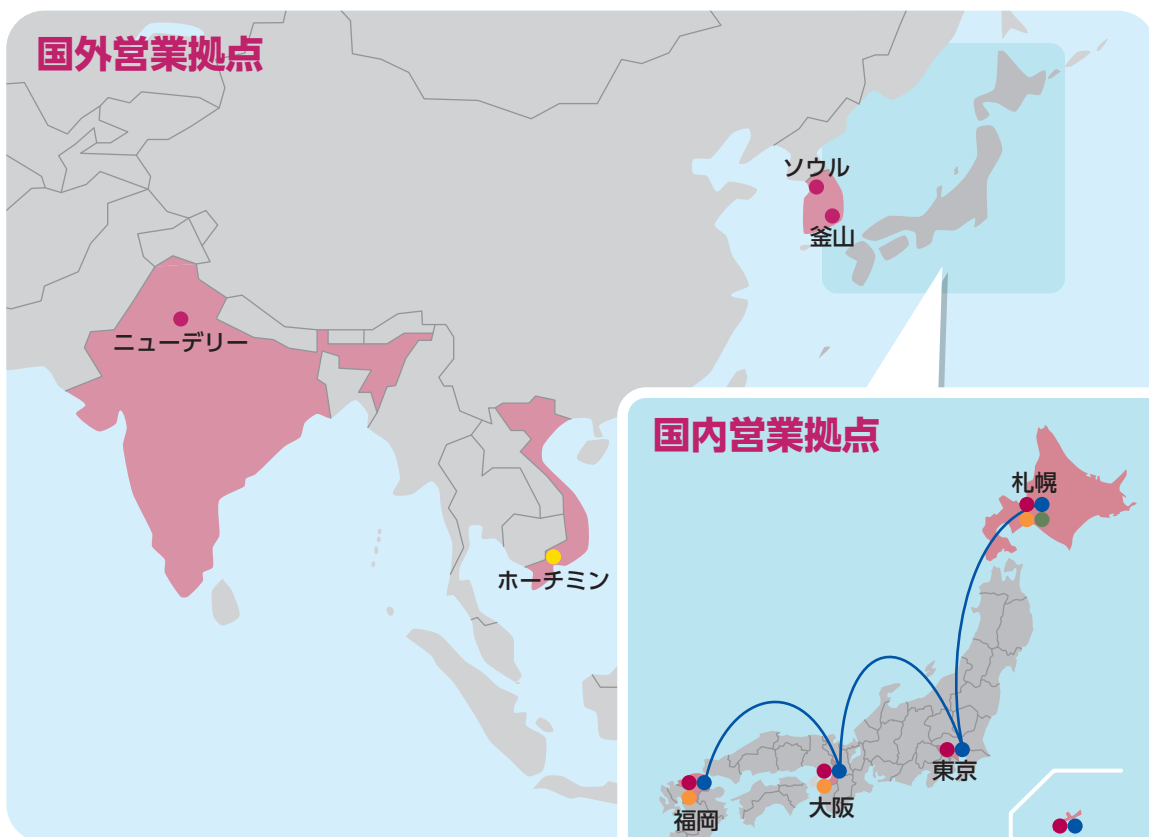 国外営業拠点
ソウル
釜山
ニューデリー
ホーチミン
国内営業拠点
札幌
東京
大阪
福岡